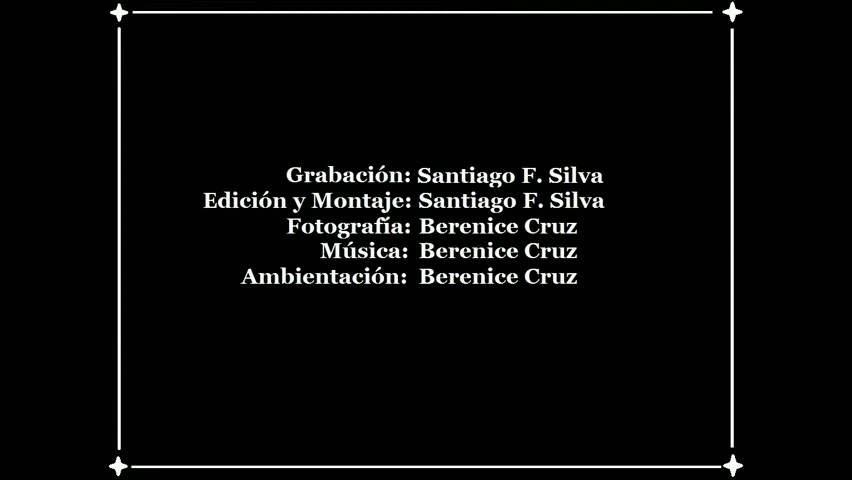 Grabación: Santiago F. Silva
Edición y Montaje: Santiago F. Silva
Fotografía: Berenice Cruz
Música: Berenice Cruz
Ambientación: Berenice Cruz